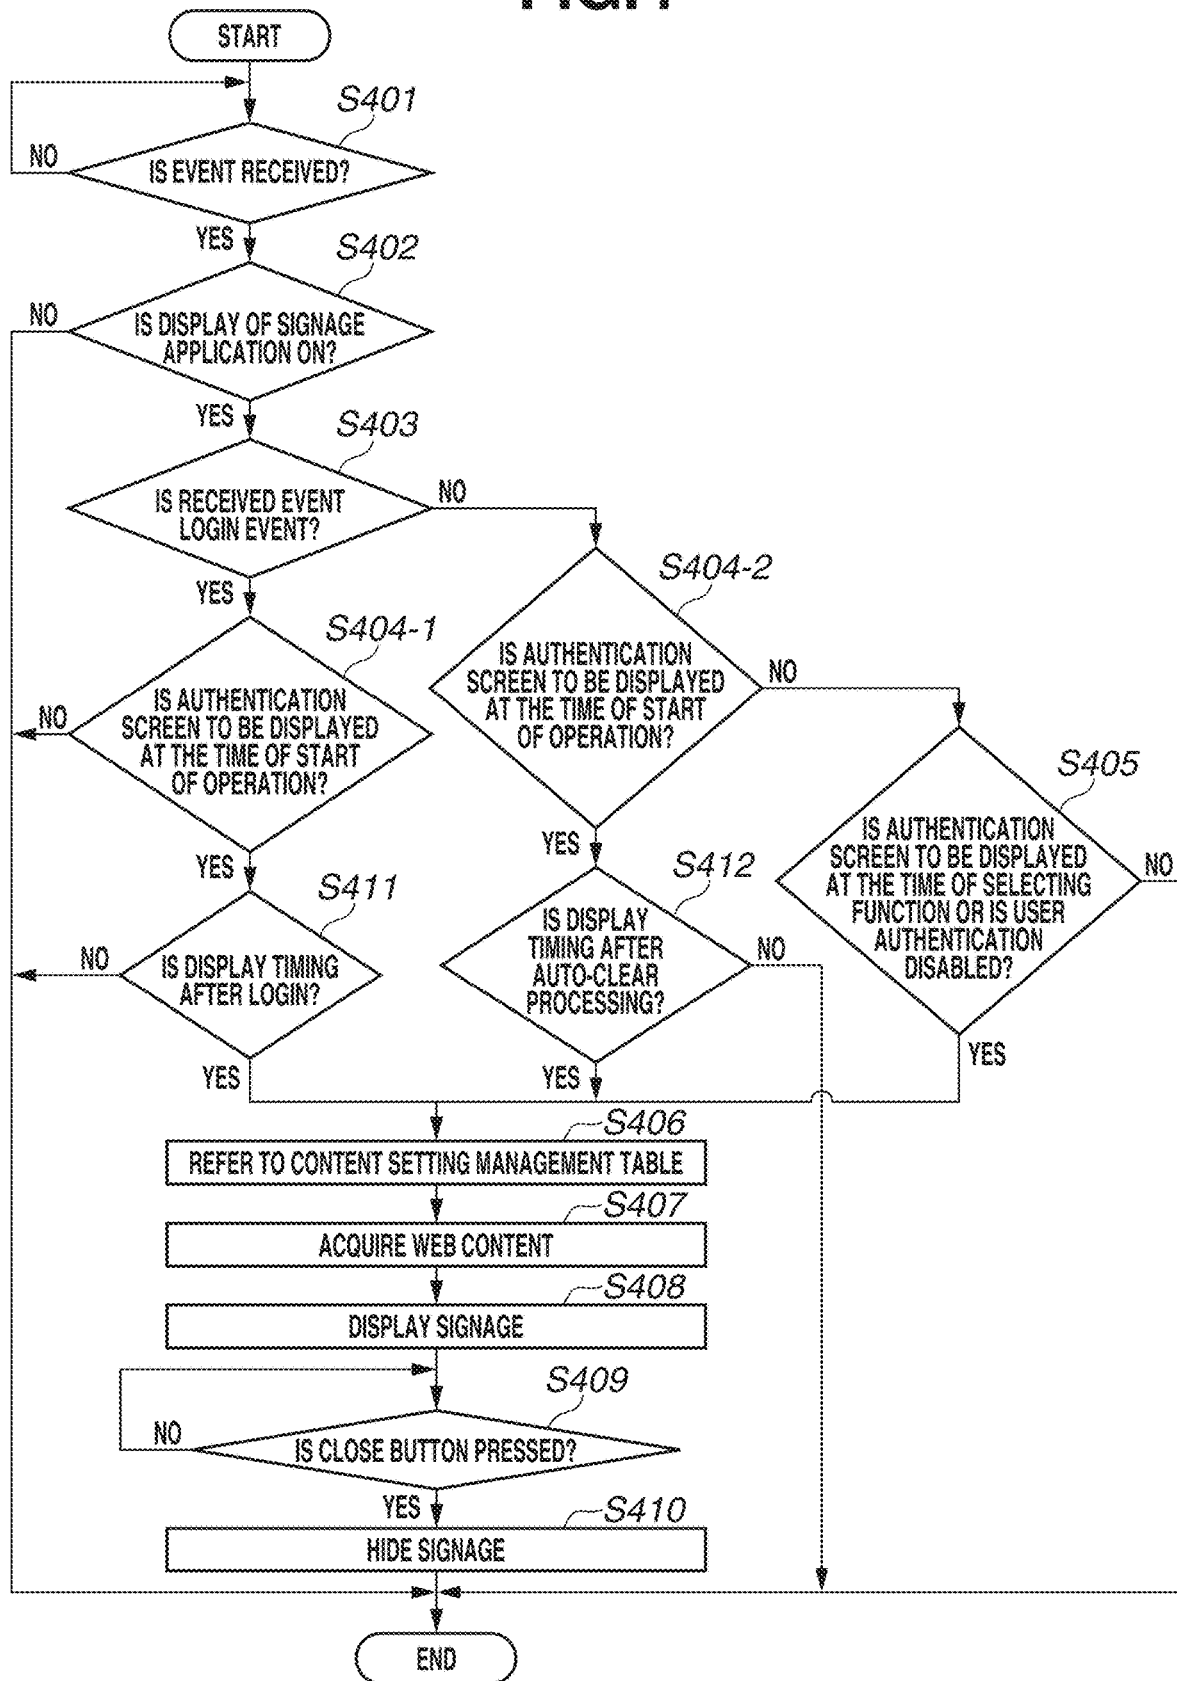 START
S401
NO
IS EVENT RECEIVED?
YES
S402
NO
IS DISPLAY OF SIGNAGE
APPLICATION ON?
YES
S403
IS RECEIVED EVENT
LOGIN EVENT?
NO
YES
S404-2
S404-1
IS AUTHENTICATION
SCREEN TO BE DISPLAYED
AT THE TIME OF START
OF OPERATION?
NO
NO
IS AUTHENTICATION
SCREEN TO BE DISPLAYED
AT THE TIME OF START
OF OPERATION?
S405
YES
YES
IS AUTHENTICATION
SCREEN TO BE DISPLAYED
AT THE TIME OF SELECTING
FUNCTION OR IS USER
AUTHENTICATION
DISABLED?
NO
S411
S412
NO
IS DISPLAY TIMING
AFTER LOGIN?
IS DISPLAY
TIMING AFTER
AUTO-CLEAR
PROCESSING?
NO
YES
YES
YES
S406
REFER TO CONTENT SETTING MANAGEMENT TABLE
S407
ACQUIRE WEB CONTENT
S408
DISPLAY SIGNAGE
S409
NO
IS CLOSE BUTTON PRESSED?
YES
S410
HIDE SIGNAGE
END